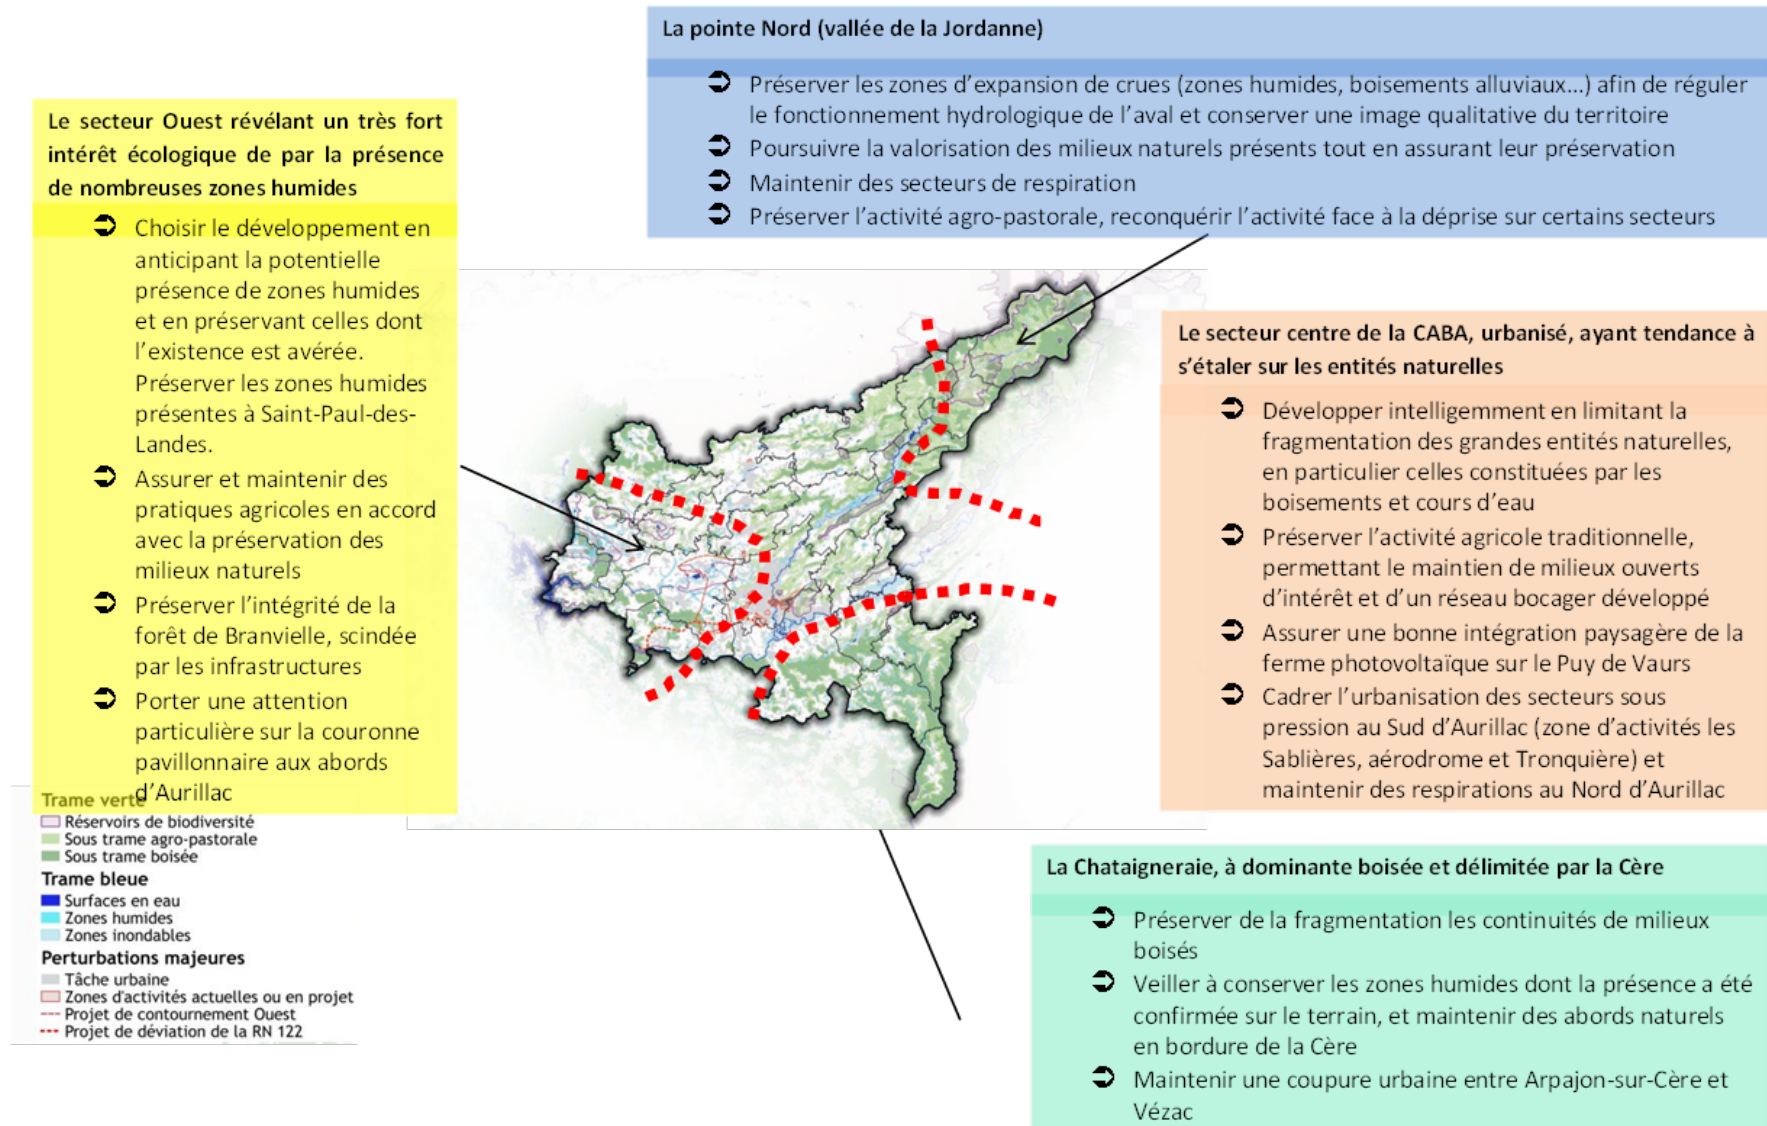 La pointe Nord (vallée de la Jordanne)
➲ Préserver les zones d’expansion de crues (zones humides, boisements alluviaux…) afin de réguler
le fonctionnement hydrologique de l’aval et conserver une image qualitative du territoire
➲ Poursuivre la valorisation des milieux naturels présents tout en assurant leur préservation
➲ Maintenir des secteurs de respiration
➲ Préserver l’activité agro-pastorale, reconquérir l’activité face à la déprise sur certains secteurs
Le secteur Ouest révélant un très fort
intérêt écologique de par la présence
de nombreuses zones humides
➲ Choisir le développement en
anticipant la potentielle
présence de zones humides
et en préservant celles dont
l’existence est avérée.
Préserver les zones humides
présentes à Saint-Paul-des-
Landes.
➲ Assurer et maintenir des
pratiques agricoles en accord
avec la préservation des
milieux naturels
➲ Préserver l’intégrité de la
forêt de Branvielle, scindée
par les infrastructures
➲ Porter une attention
particulière sur la couronne
pavillonnaire aux abords
d’Aurillac
Le secteur centre de la CABA, urbanisé, ayant tendance à
s’étaler sur les entités naturelles
➲ Développer intelligemment en limitant la
fragmentation des grandes entités naturelles,
en particulier celles constituées par les
boisements et cours d’eau
➲ Préserver l’activité agricole traditionnelle,
permettant le maintien de milieux ouverts
d’intérêt et d’un réseau bocager développé
➲ Assurer une bonne intégration paysagère de la
ferme photovoltaïque sur le Puy de Vaurs
➲ Cadrer l’urbanisation des secteurs sous
pression au Sud d’Aurillac (zone d’activités les
Sablières, aérodrome et Tronquière) et
maintenir des respirations au Nord d’Aurillac
Trame verte
Réservoirs de biodiversité
Sous trame agro-pastorale
Sous trame boisée
Trame bleue
Surfaces en eau
Zones humides
Zones inondables
Perturbations majeures
Tâche urbaine
Zones d'activités actuelles ou en projet
Projet de contournement Ouest
Projet de déviation de la RN 122
La Chataigneraie, à dominante boisée et délimitée par la Cère
➲ Préserver de la fragmentation les continuités de milieux
boisés
➲ Veiller à conserver les zones humides dont la présence a été
confirmée sur le terrain, et maintenir des abords naturels
en bordure de la Cère
➲ Maintenir une coupure urbaine entre Arpajon-sur-Cère et
Vézac